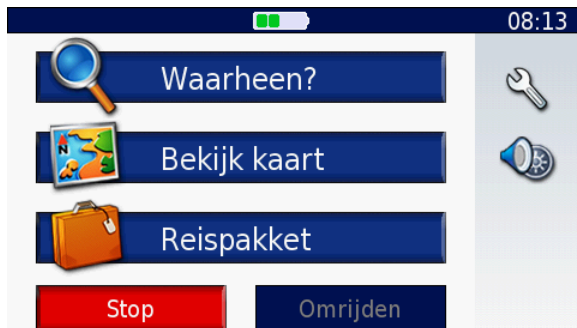 08:13
Waarheen?
Bekijk kaart
N
Reispakket
Stop Omrijden